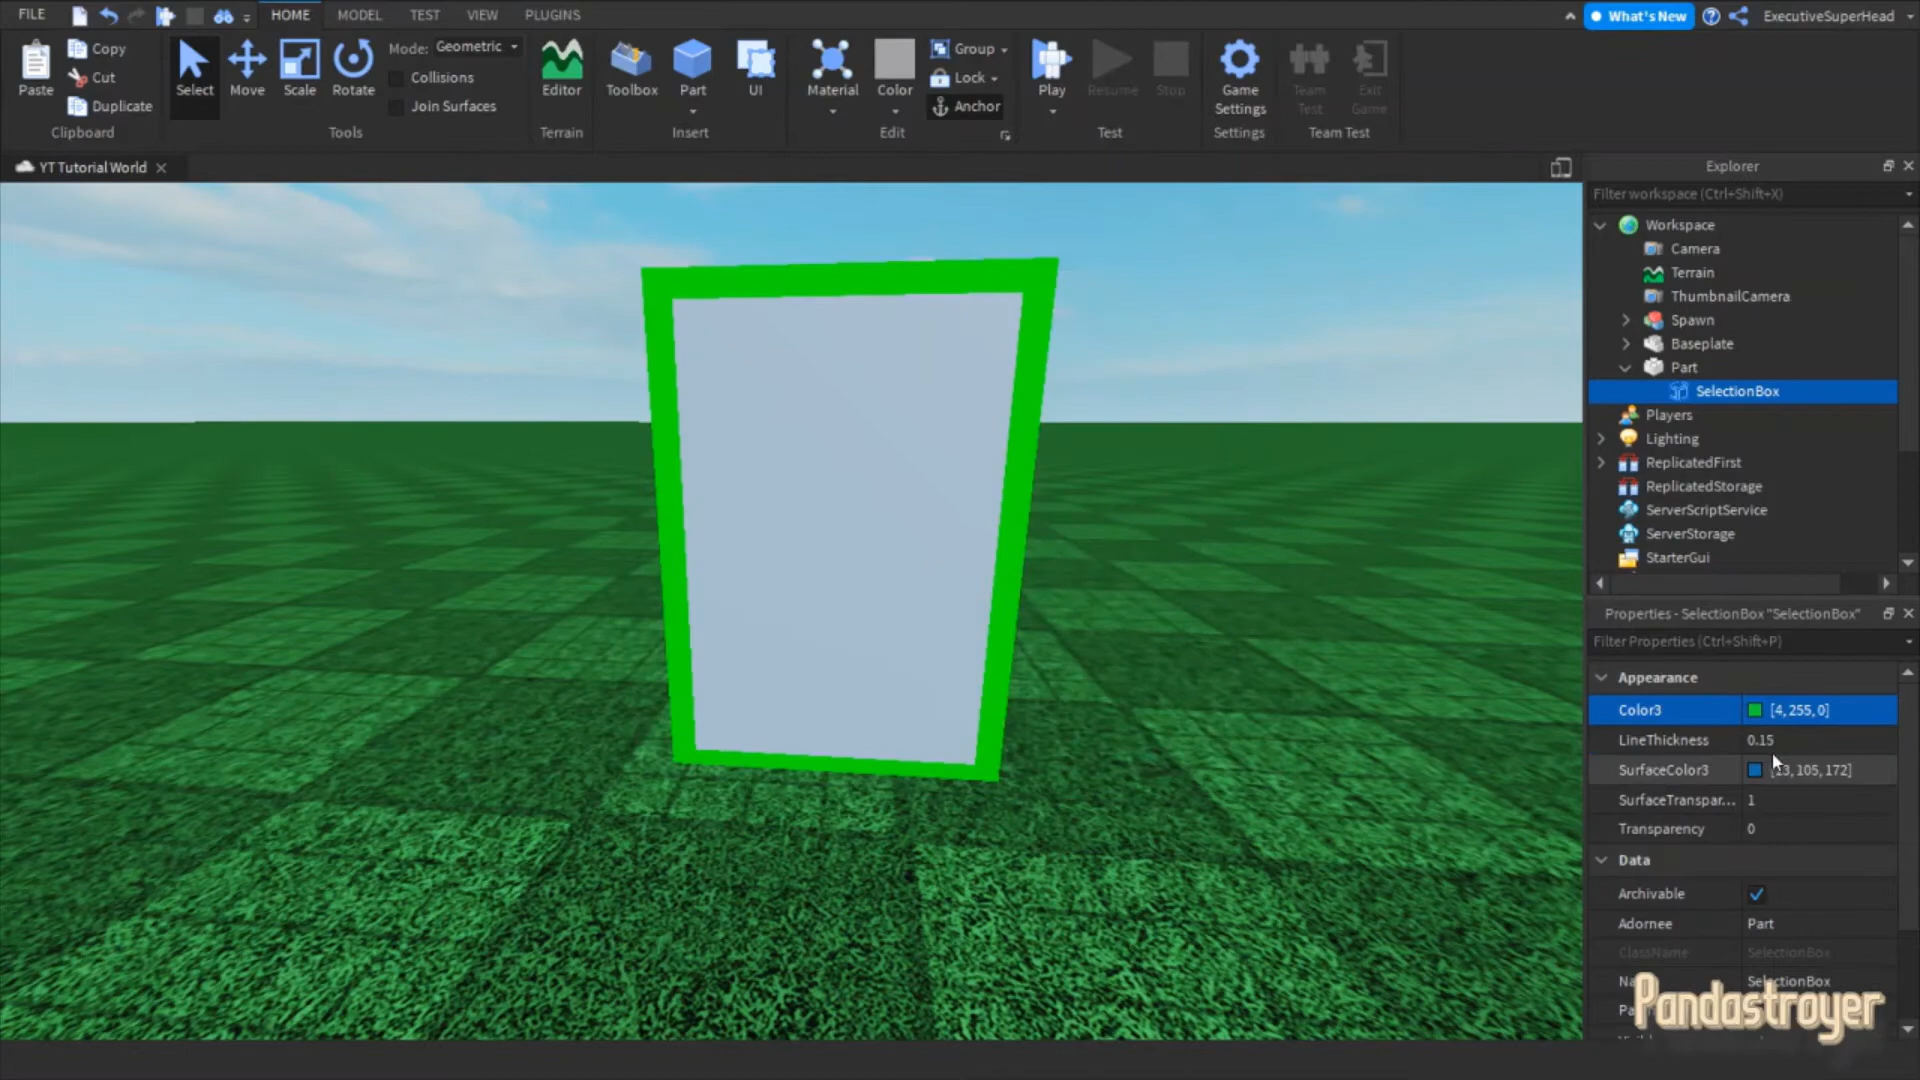 FILE
HOME
MODEL
TEST
VIEW
PLUGINS
What's New
ExecutiveSuperHead
Paste
Copy
Cut
Duplicate
Clipboard
Select
Move
Scale
Rotate
Mode: Geometric
Collisions
Join Surfaces
Tools
Editor
Terrain
Toolbox
Part
UI
Insert
Material
Color
Group
Lock
Anchor
Edit
Play
Resume
Stop
Test
Game
Settings
Settings
Team
Test
Exit
Game
Team Test
YT Tutorial World
Explorer
Filter workspace (Ctrl+Shift+X)
Workspace
Camera
Terrain
ThumbnailCamera
Spawn
Baseplate
Part
SelectionBox
Players
Lighting
ReplicatedFirst
ReplicatedStorage
ServerScriptService
ServerStorage
StarterGui
Properties - SelectionBox "SelectionBox"
Filter Properties (Ctrl+Shift+P)
Appearance
Color3 [4, 255, 0]
LineThickness 0.15
SurfaceColor3 [13, 105, 172]
SurfaceTranspar... 1
Transparency 0
Data
Archivable
Adornee Part
ClassName SelectionBox
Na SelectionBox
Pandastroyer